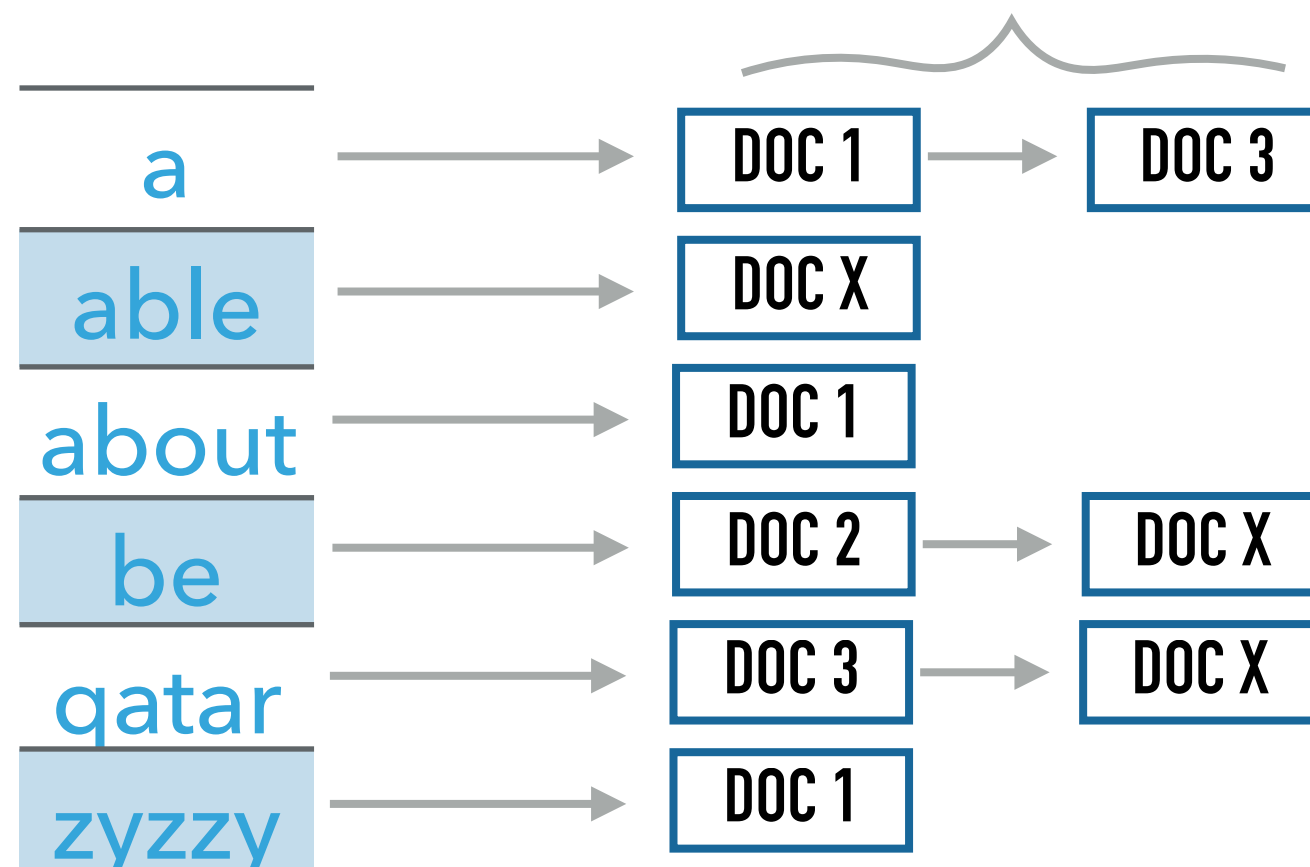 a DOC 1 DOC 3
able DOC X
about DOC 1
be DOC 2 DOC X
qatar DOC 3 DOC X
zyzzy DOC 1